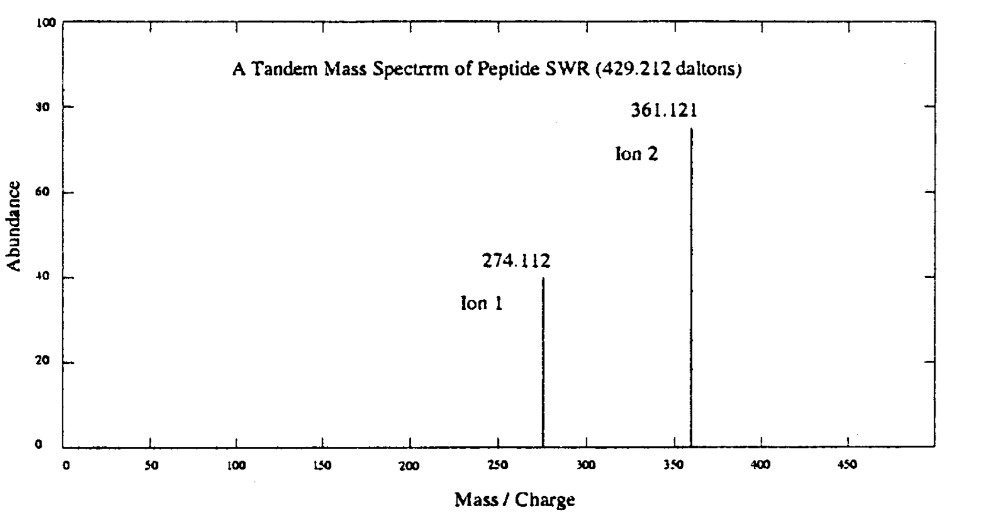 100
A Tandem Mass Spectrrm of Peptide SWR (429.212 daltons)
80
361.121
Ion 2
60
274.112
40
Ion 1
20
0
0 50 100 150 200 250 300 350 400 450
Abundance
Mass / Charge